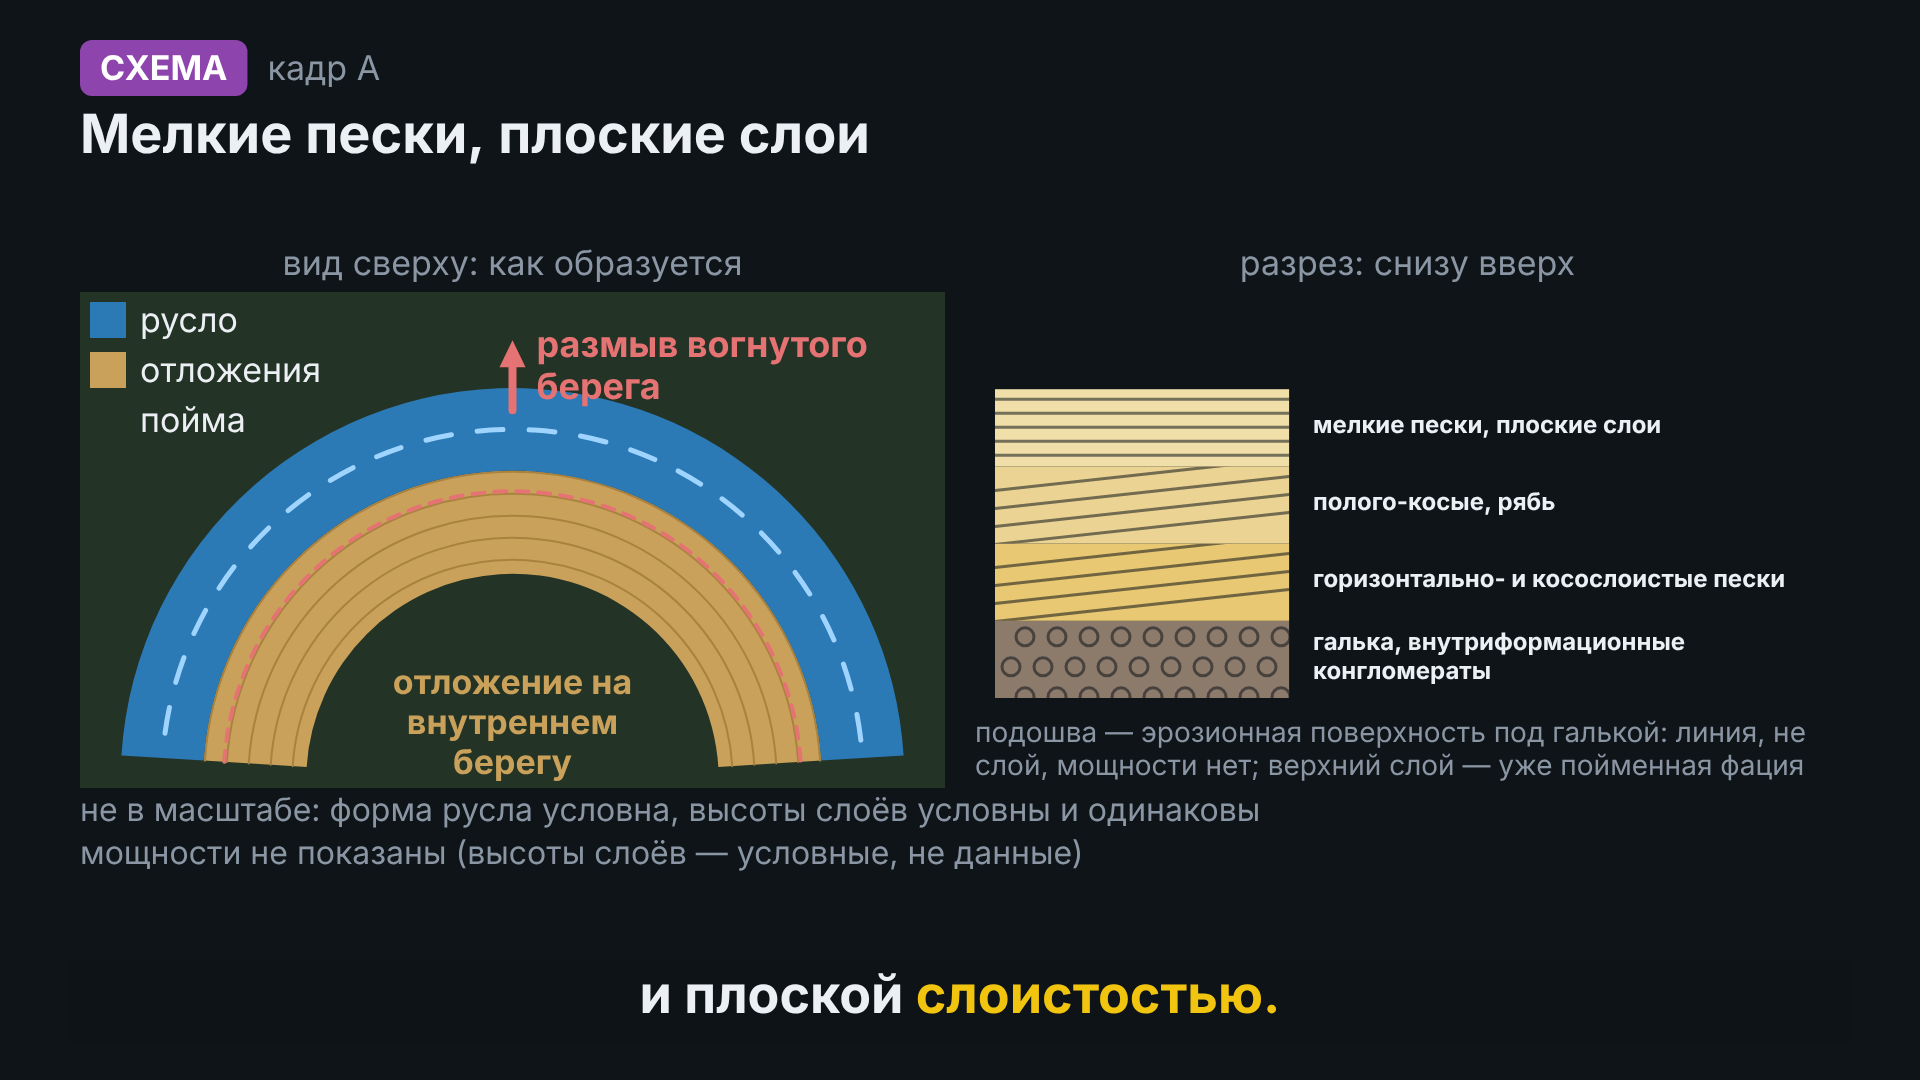 СХЕМА кадр А
Мелкие пески, плоские слои
вид сверху: как образуется
русло
отложения
пойма
размыв вогнутого
берега
отложение на
внутреннем
берегу
разрез: снизу вверх
мелкие пески, плоские слои
полого-косые, рябь
горизонтально- и косослоистые пески
галька, внутриформационные
конгломераты
подошва — эрозионная поверхность под галькой: линия, не
слой, мощности нет; верхний слой — уже пойменная фация
не в масштабе: форма русла условна, высоты слоёв условны и одинаковы
мощности не показаны (высоты слоёв — условные, не данные)
и плоской слоистостью.